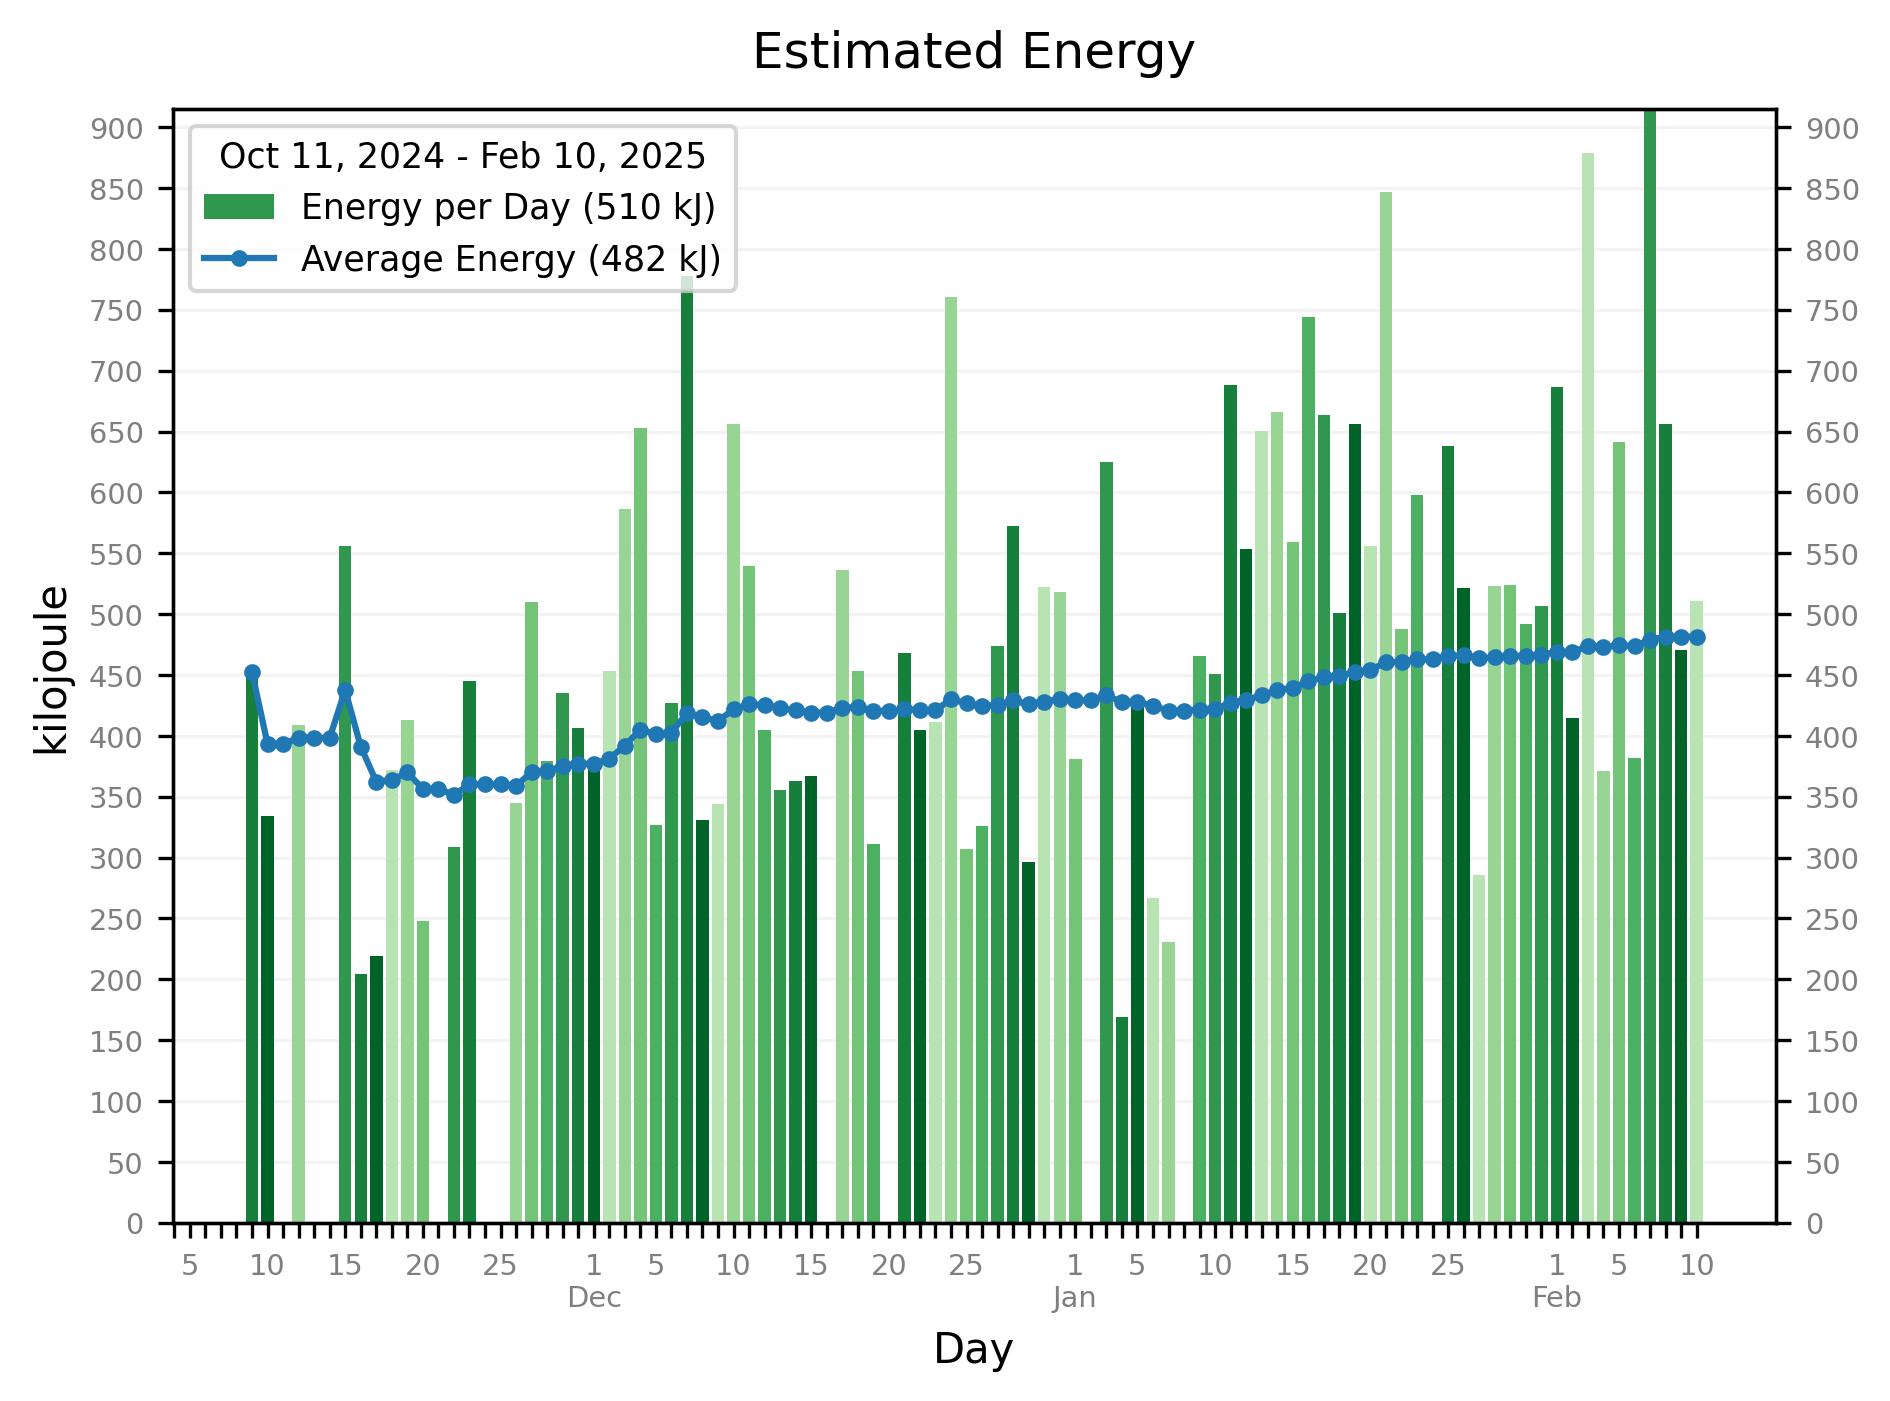 Estimated Energy
Oct 11, 2024 - Feb 10, 2025
Energy per Day (510 kJ)
Average Energy (482 kJ)
900 900
850 850
800 800
750 750
700 700
650 650
600 600
550 550
500 500
450 450
400 400
350 350
300 300
250 250
200 200
150 150
100 100
50 50
0 0
kilojoule
5 10 15 20 25 1 5 10 15 20 25 1 5 10 15 20 25 1 5 10
Dec Jan Feb
Day